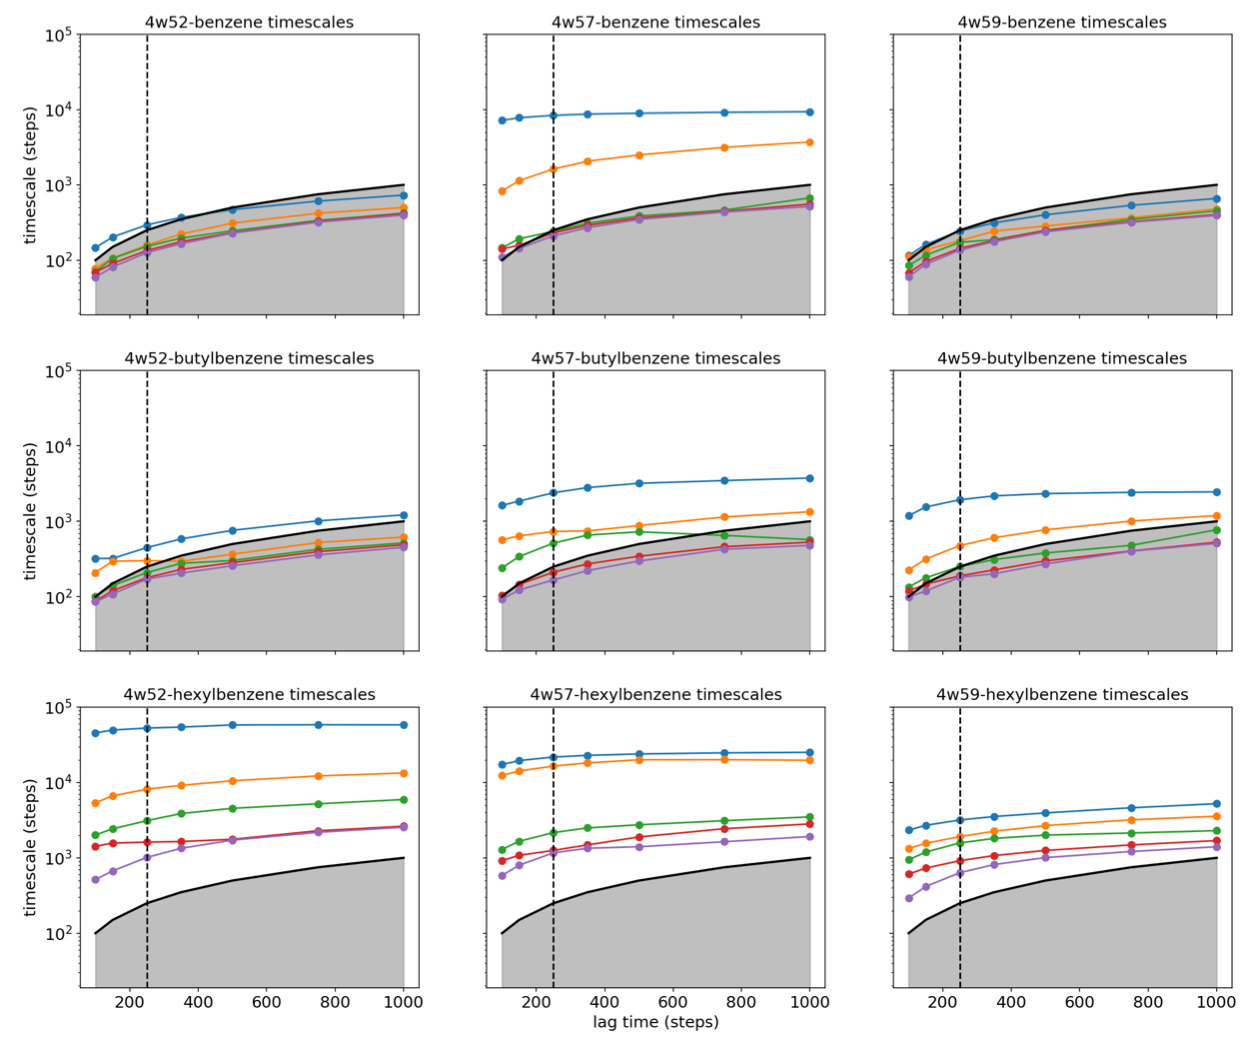 4w52-benzene timescales
4w57-benzene timescales
4w59-benzene timescales
timescale (steps)
10^5
10^4
10^3
10^2
4w52-butylbenzene timescales
4w57-butylbenzene timescales
4w59-butylbenzene timescales
timescale (steps)
10^5
10^4
10^3
10^2
4w52-hexylbenzene timescales
4w57-hexylbenzene timescales
4w59-hexylbenzene timescales
timescale (steps)
10^5
10^4
10^3
10^2
200 400 600 800 1000
200 400 600 800 1000
200 400 600 800 1000
lag time (steps)